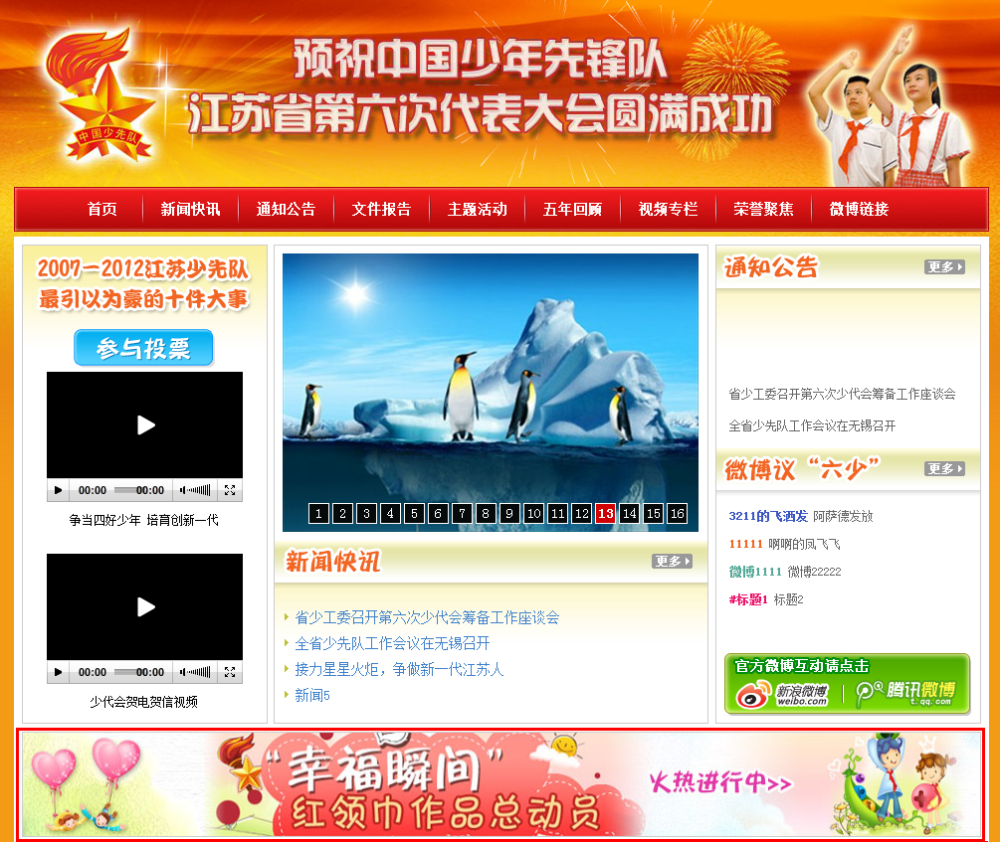 预祝中国少年先锋队
江苏省第六次代表大会圆满成功
中国少先队
首页 新闻快讯 通知公告 文件报告 主题活动 五年回顾 视频专栏 荣誉聚焦 微博链接
2007—2012江苏少先队
最引以为豪的十件大事
参与投票
00:00 00:00
争当四好少年 培育创新一代
00:00 00:00
少代会贺电贺信视频
1 2 3 4 5 6 7 8 9 10 11 12 13 14 15 16
新闻快讯 更多
省少工委召开第六次少代会筹备工作座谈会
全省少先队工作会议在无锡召开
接力星星火炬，争做新一代江苏人
新闻5
通知公告 更多
省少工委召开第六次少代会筹备工作座谈会
全省少先队工作会议在无锡召开
微博议“六少” 更多
3211的飞洒发 阿萨德发放
11111 啊啊的凤飞飞
微博1111 微博22222
#标题1 标题2
官方微博互动请点击
新浪微博 腾讯微博
weibo.com t.qq.com
“幸福瞬间”
红领巾作品总动员
火热进行中>>